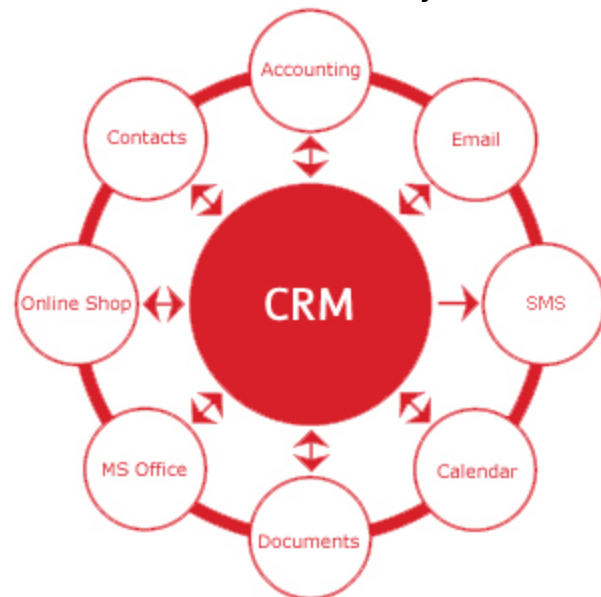 Accounting
Contacts
Email
Online Shop
CRM
SMS
MS Office
Calendar
Documents